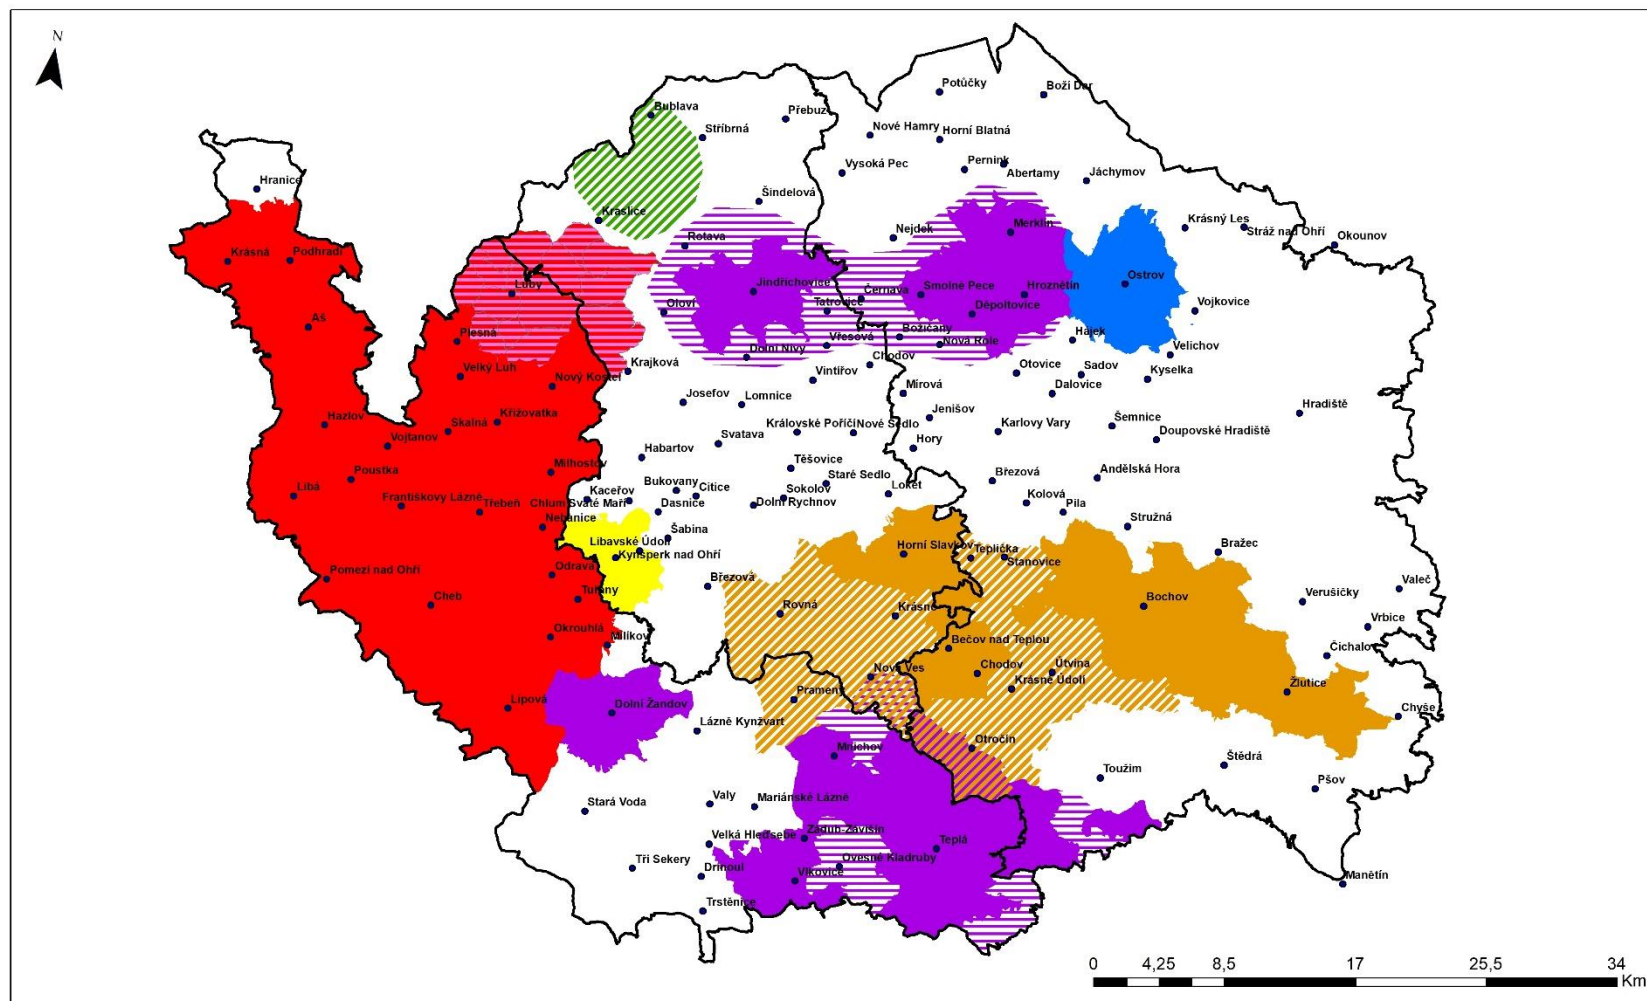 N
Potůčky
Boží Dar
Bublava
Přebuz
Stříbrná
Nové Hamry
Horní Blatná
Vysoká Pec
Pernink
Abertamy
Jáchymov
Hranice
Šindelová
Kraslice
Krásný Les
Stráž nad Ohří
Okounov
Merklín
Nejdek
Rotava
Krásná
Podhradí
Luby
Jindřichovice
Smolné Pece
Hroznětín
Ostrov
Černava
Oloví
Tatrovice
Děpoltovice
Vojkovice
Aš
Plesná
Vřesová
Božičany
Nová Role
Hájek
Dolní Nivy
Velichov
Krajková
Chodov
Velký Luh
Nový Kostel
Vintířov
Otovice
Sadov
Kyselka
Mírová
Dalovice
Josefov
Lomnice
Hazlov
Skalná
Křižovatka
Jenišov
Hradiště
Vojtanov
Královské Poříčí
Nové Sedlo
Karlovy Vary
Šemnice
Doupovské Hradiště
Svatava
Habartov
Hory
Poustka
Milhostov
Těšovice
Staré Sedlo
Březová
Andělská Hora
Libá
Bukovany
Citice
Sokolov
Loket
Kaceřov
Františkovy Lázně
Třebeň
Chlum Svaté Maří
Dasnice
Dolní Rychnov
Kolová
Pila
Nebanice
Šabina
Stružná
Libavské Údolí
Kynšperk nad Ohří
Horní Slavkov
Teplička
Stanovice
Bražec
Pomezí nad Ohří
Odrava
Březová
Valeč
Cheb
Tuřany
Rovná
Krásno
Bochov
Verušičky
Vrbice
Okrouhlá
Milíkov
Bečov nad Teplou
Čichalov
Nová Ves
Chodov
Útvina
Krásné Údolí
Prameny
Žlutice
Lipová
Dolní Žandov
Chyše
Lázně Kynžvart
Otročín
Mnichov
Štědrá
Toužim
Pšov
Stará Voda
Valy
Mariánské Lázně
Velká Hleďsebe
Zádub-Závišín
Teplá
Tři Sekery
Drmoul
Ovesné Kladruby
Vlkovice
Manětín
Trstěnice
0 4,25 8,5 17 25,5 34
Km